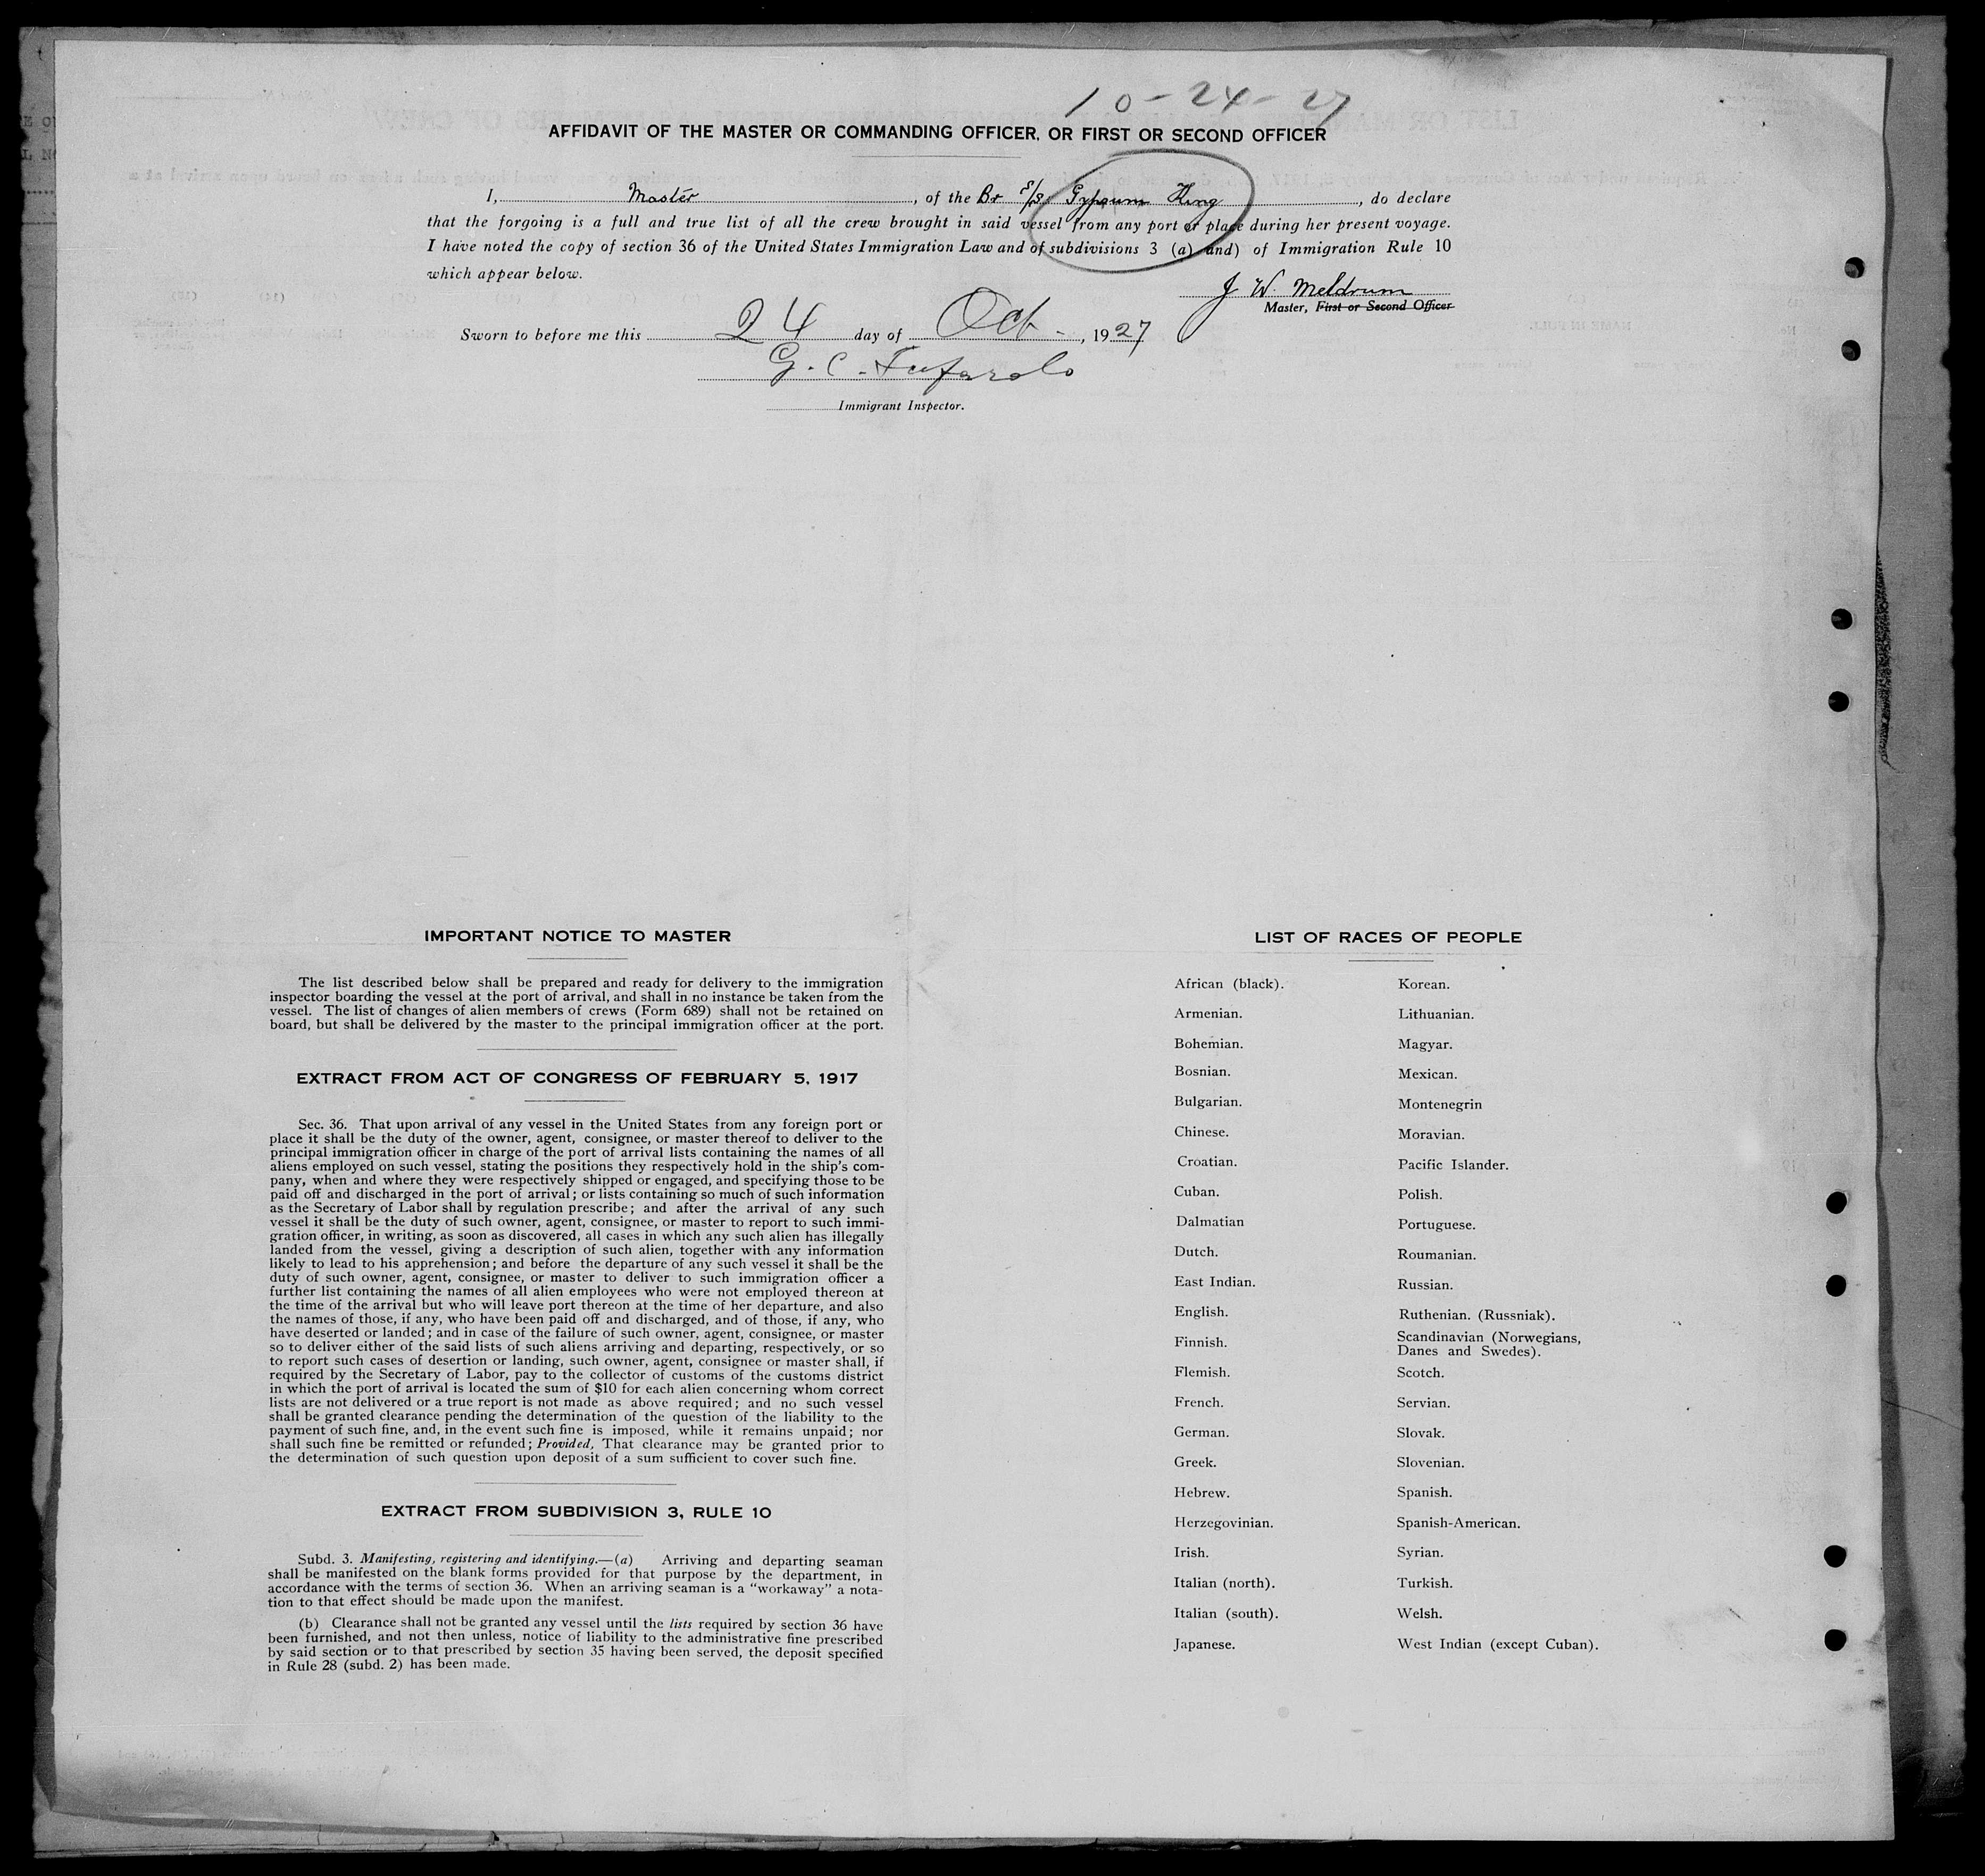 10-24-27
AFFIDAVIT OF THE MASTER OR COMMANDING OFFICER, OR FIRST OR SECOND OFFICER
I, Master, of the Br S/S Gypsum King, do declare
that the forgoing is a full and true list of all the crew brought in said vessel from any port or place during her present voyage.
I have noted the copy of section 36 of the United States Immigration Law and of subdivisions 3 (a) and) of Immigration Rule 10
which appear below.
J W. Meldrum
Master, First or Second Officer
Sworn to before me this 24 day of Oct-, 1927
G. C.
Immigrant Inspector.
IMPORTANT NOTICE TO MASTER
The list described below shall be prepared and ready for delivery to the immigration
inspector boarding the vessel at the port of arrival, and shall in no instance be taken from the
vessel. The list of changes of alien members of crews (Form 689) shall not be retained on
board, but shall be delivered by the master to the principal immigration officer at the port.
EXTRACT FROM ACT OF CONGRESS OF FEBRUARY 5, 1917
Sec. 36. That upon arrival of any vessel in the United States from any foreign port or
place it shall be the duty of the owner, agent, consignee, or master thereof to deliver to the
principal immigration officer in charge of the port of arrival lists containing the names of all
aliens employed on such vessel, stating the positions they respectively hold in the ship's com-
pany, when and where they were respectively shipped or engaged, and specifying those to be
paid off and discharged in the port of arrival; or lists containing so much of such information
as the Secretary of Labor shall by regulation prescribe; and after the arrival of any such
vessel it shall be the duty of such owner, agent, consignee, or master to report to such immi-
gration officer, in writing, as soon as discovered, all cases in which any such alien has illegally
landed from the vessel, giving a description of such alien, together with any information
likely to lead to his apprehension; and before the departure of any such vessel it shall be the
duty of such owner, agent, consignee, or master to deliver to such immigration officer a
further list containing the names of all alien employees who were not employed thereon at
the time of the arrival but who will leave port thereon at the time of her departure, and also
the names of those, if any, who have been paid off and discharged, and of those, if any, who
have deserted or landed; and in case of the failure of such owner, agent, consignee, or master
so to deliver either of the said lists of such aliens arriving and departing, respectively, or so
to report such cases of desertion or landing, such owner, agent, consignee or master shall, if
required by the Secretary of Labor, pay to the collector of customs of the customs district
in which the port of arrival is located the sum of $10 for each alien concerning whom correct
lists are not delivered or a true report is not made as above required; and no such vessel
shall be granted clearance pending the determination of the question of the liability to the
payment of such fine, and, in the event such fine is imposed, while it remains unpaid; nor
shall such fine be remitted or refunded; Provided, That clearance may be granted prior to
the determination of such question upon deposit of a sum sufficient to cover such fine.
EXTRACT FROM SUBDIVISION 3, RULE 10
Subd. 3. Manifesting, registering and identifying.—(a) Arriving and departing seaman
shall be manifested on the blank forms provided for that purpose by the department, in
accordance with the terms of section 36. When an arriving seaman is a "workaway" a nota-
tion to that effect should be made upon the manifest.
(b) Clearance shall not be granted any vessel until the lists required by section 36 have
been furnished, and not then unless, notice of liability to the administrative fine prescribed
by said section or to that prescribed by section 35 having been served, the deposit specified
in Rule 28 (subd. 2) has been made.
LIST OF RACES OF PEOPLE
African (black).
Armenian.
Bohemian.
Bosnian.
Bulgarian.
Chinese.
Croatian.
Cuban.
Dalmatian
Dutch.
East Indian.
English.
Finnish.
Flemish.
French.
German.
Greek.
Hebrew.
Herzegovinian.
Irish.
Italian (north).
Italian (south).
Japanese.
Korean.
Lithuanian.
Magyar.
Mexican.
Montenegrin
Moravian.
Pacific Islander.
Polish.
Portuguese.
Roumanian.
Russian.
Ruthenian. (Russniak).
Scandinavian (Norwegians,
Danes and Swedes).
Scotch.
Servian.
Slovak.
Slovenian.
Spanish.
Spanish-American.
Syrian.
Turkish.
Welsh.
West Indian (except Cuban).